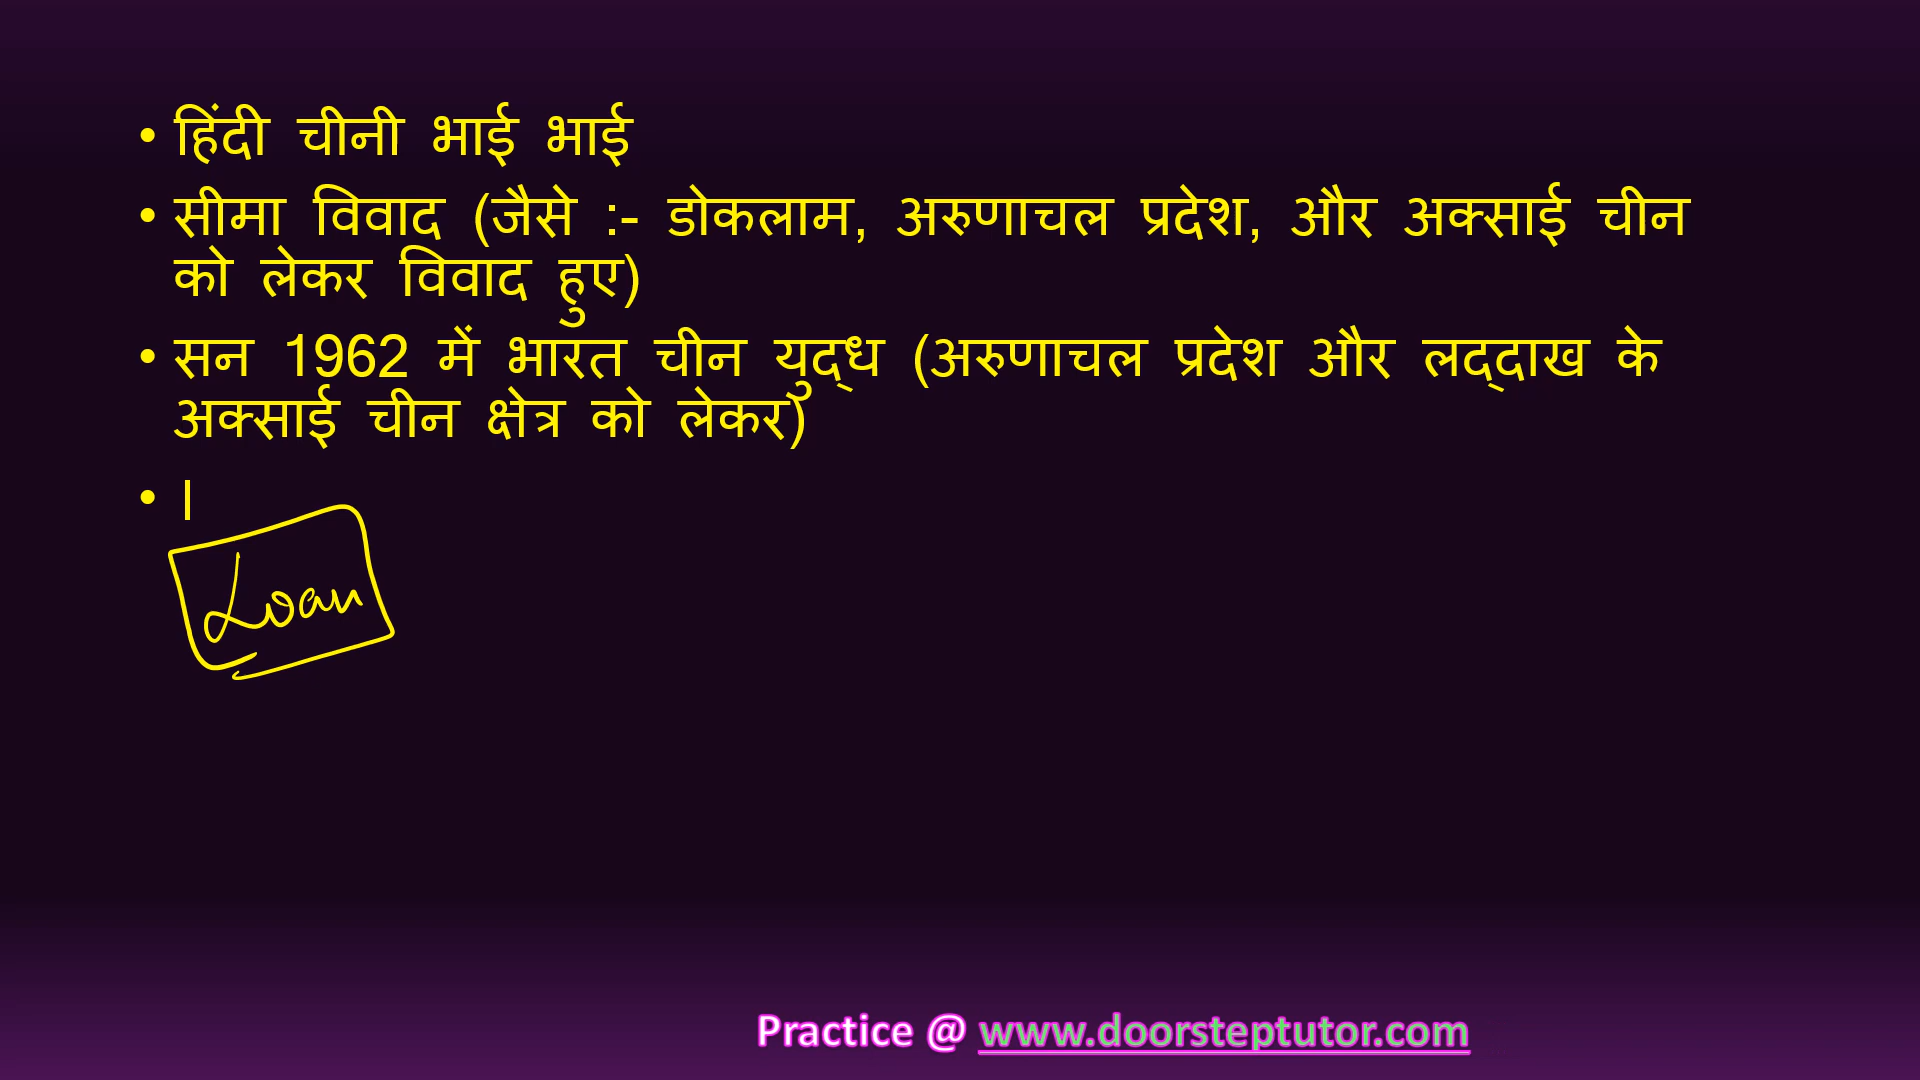 • हिंदी चीनी भाई भाई
• सीमा विवाद (जैसे :- डोकलाम, अरुणाचल प्रदेश, और अक्साई चीन
को लेकर विवाद हुए)
• सन 1962 में भारत चीन युद्ध (अरुणाचल प्रदेश और लद्दाख के
अक्साई चीन क्षेत्र को लेकर)
• |
Loan
Practice @ www.doorsteptutor.com